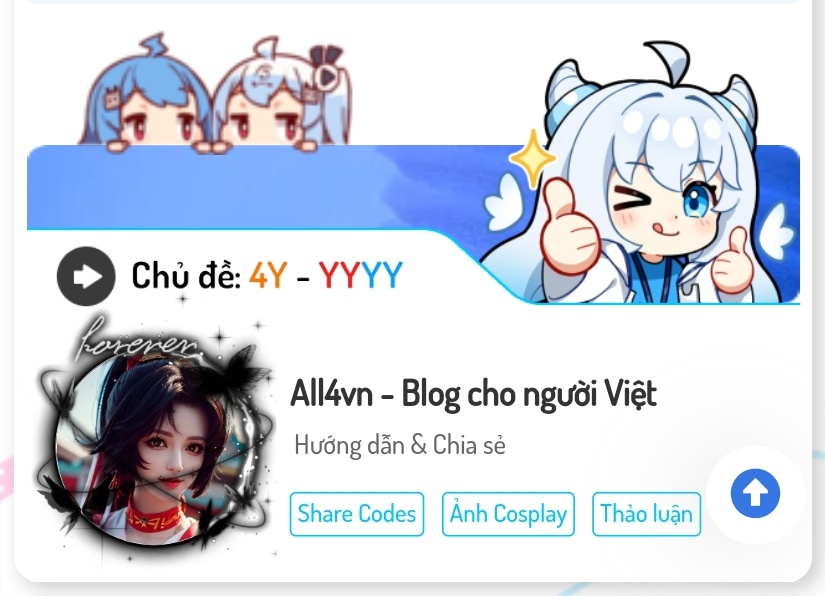 Chủ đề: 4Y - YYYY
forever
All4vn - Blog cho người Việt
Hướng dẫn & Chia sẻ
Share Codes
Ảnh Cosplay
Thảo luận